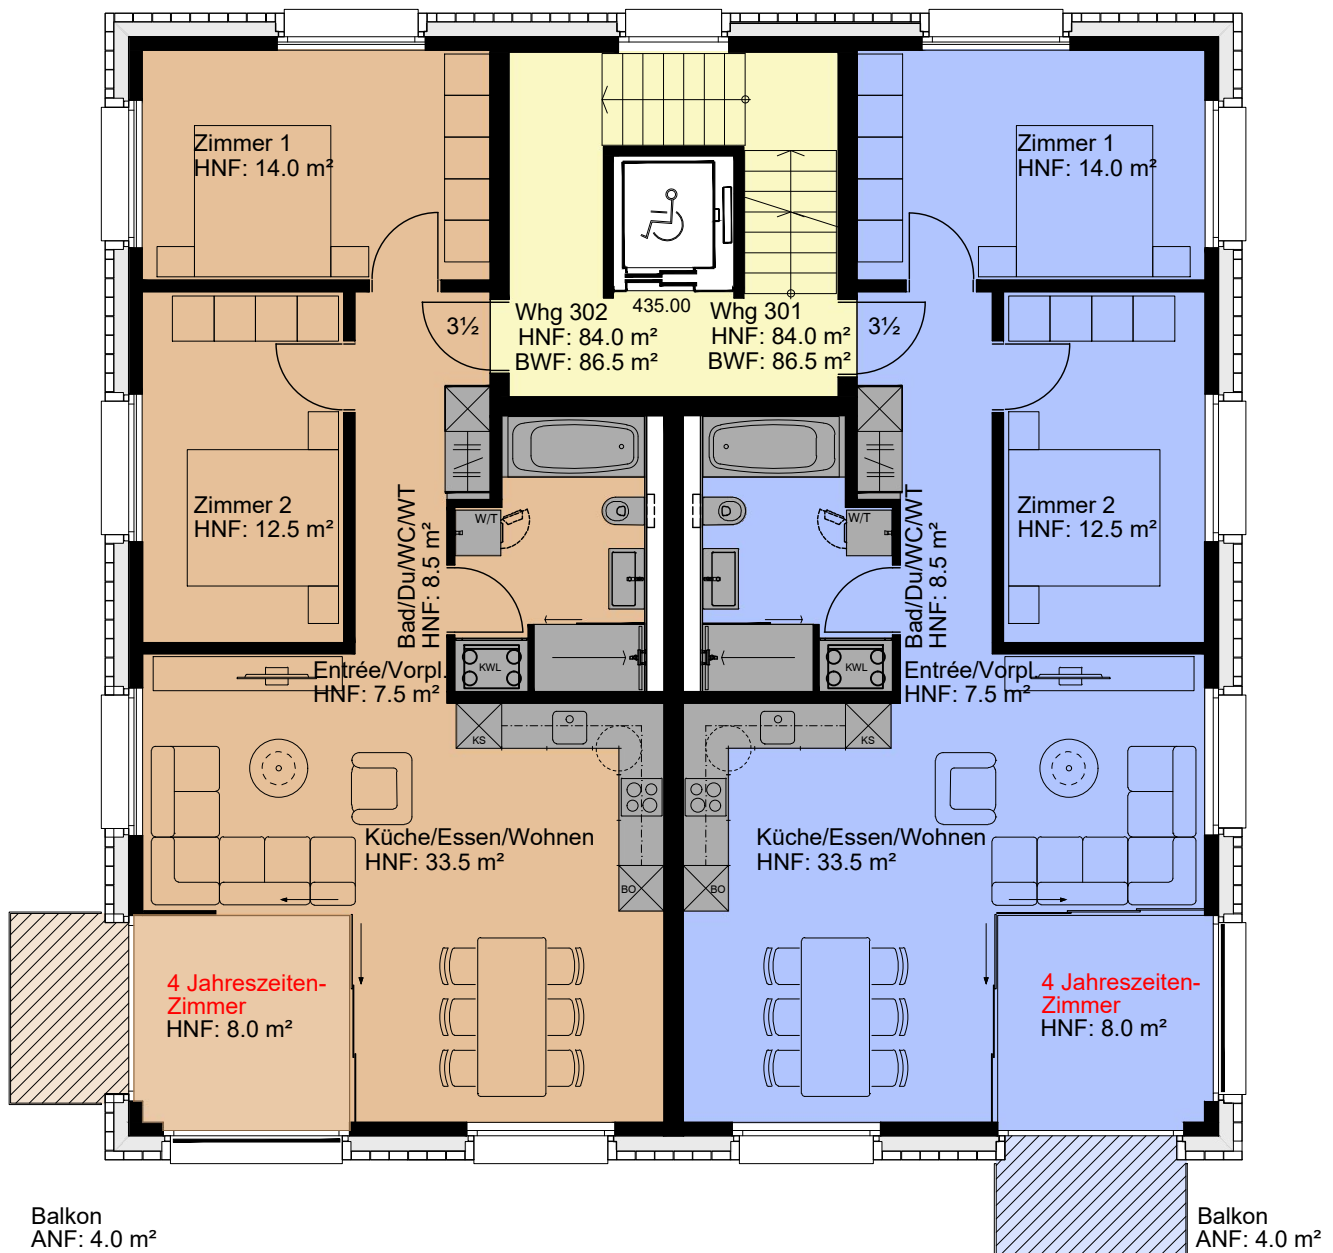 Zimmer 1
HNF: 14.0 m²
Zimmer 1
HNF: 14.0 m²
Whg 302
HNF: 84.0 m²
BWF: 86.5 m²
435.00
Whg 301
HNF: 84.0 m²
BWF: 86.5 m²
3½
3½
Zimmer 2
HNF: 12.5 m²
Bad/Du/WC/WT
HNF: 8.5 m²
W/T
W/T
Bad/Du/WC/WT
HNF: 8.5 m²
Zimmer 2
HNF: 12.5 m²
Entrée/Vorpl.
HNF: 7.5 m²
KWL
KWL
Entrée/Vorpl.
HNF: 7.5 m²
KS
KS
Küche/Essen/Wohnen
HNF: 33.5 m²
Küche/Essen/Wohnen
HNF: 33.5 m²
BO
BO
4 Jahreszeiten-
Zimmer
HNF: 8.0 m²
4 Jahreszeiten-
Zimmer
HNF: 8.0 m²
Balkon
ANF: 4.0 m²
Balkon
ANF: 4.0 m²